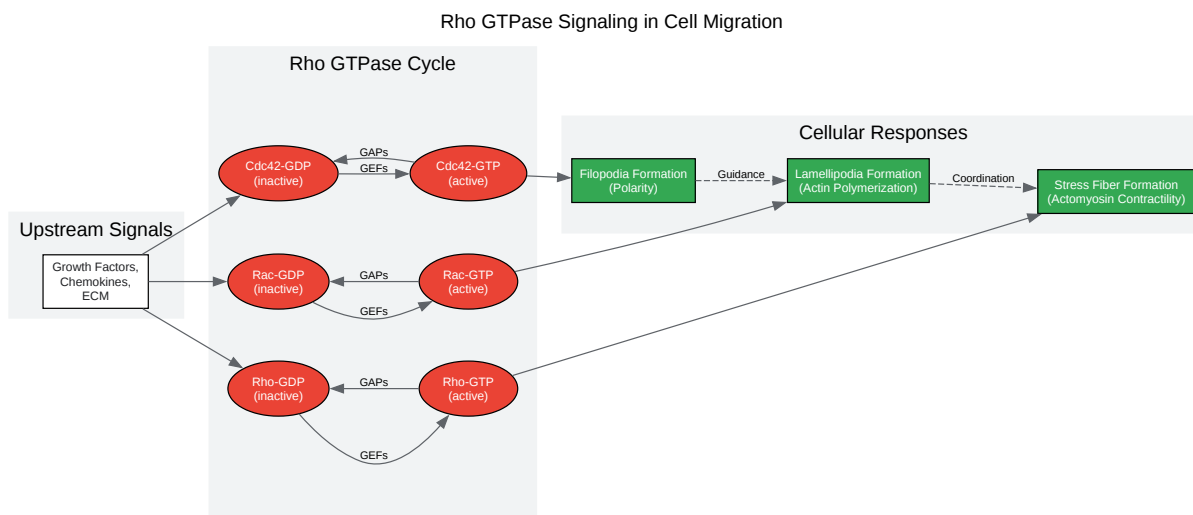 Rho GTPase Signaling in Cell Migration
Rho GTPase Cycle
Cellular Responses
Upstream Signals
Growth Factors,
Chemokines,
ECM
Cdc42-GDP
(inactive)
GAPs
GEFs
Cdc42-GTP
(active)
Filopodia Formation
(Polarity)
Guidance
Lamellipodia Formation
(Actin Polymerization)
Coordination
Stress Fiber Formation
(Actomyosin Contractility)
Rac-GDP
(inactive)
GAPs
GEFs
Rac-GTP
(active)
Rho-GDP
(inactive)
GAPs
GEFs
Rho-GTP
(active)